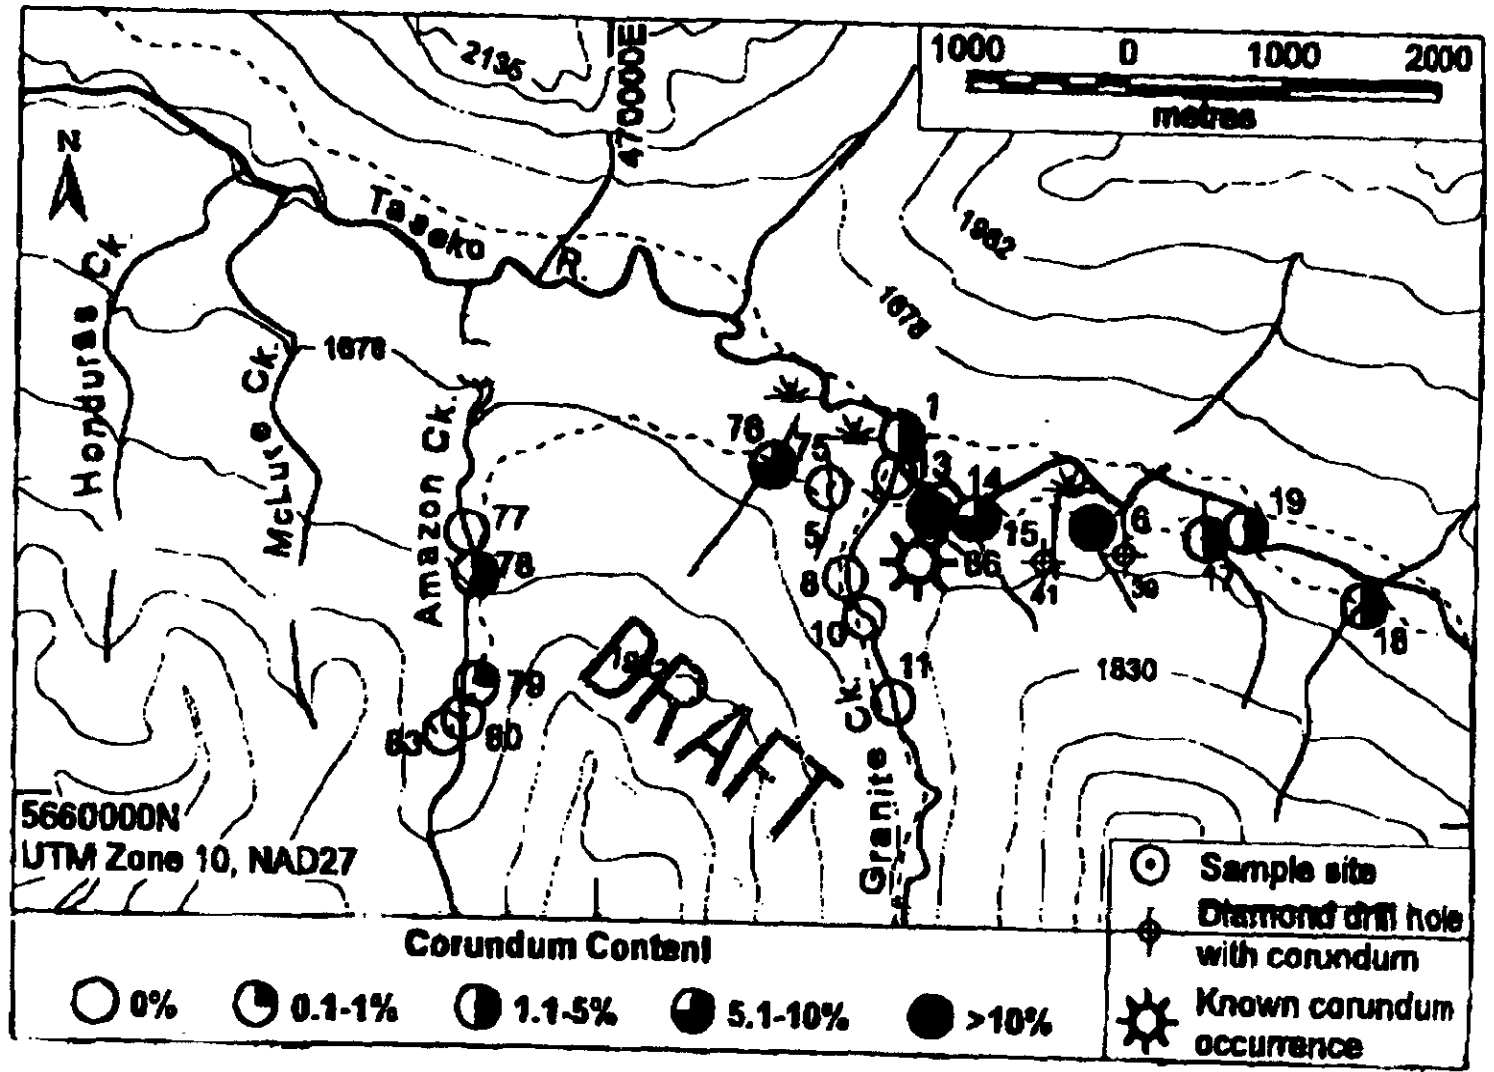 1000 0 1000 2000
metres
2135
470000E
N
Taseko R.
1982
1678
Honduras Ck
McLure Ck.
1678
Amazon Ck.
76
75
1
3
14
15
5
8
10
11
86
41
39
6
17
19
18
77
78
79
80
83
DRAFT
1830
Granite Ck.
5660000N
UTM Zone 10, NAD27
Corundum Content
0% 0.1-1% 1.1-5% 5.1-10% >10%
Sample site
Diamond drill hole
with corundum
Known corundum
occurrence